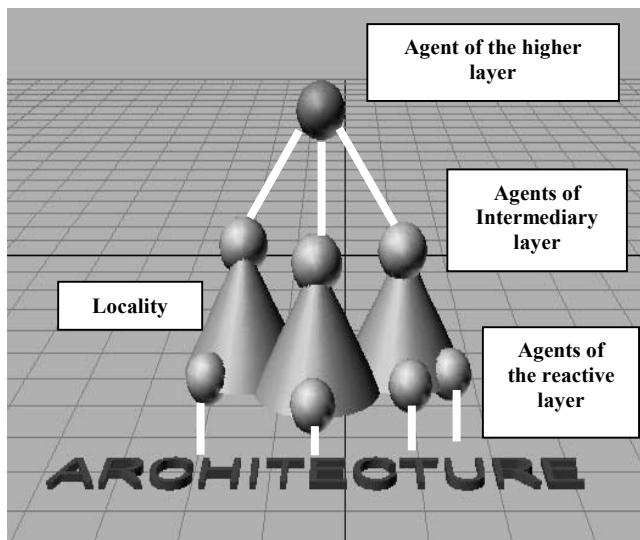 Agent of the higher
layer
Agents of
Intermediary
layer
Locality
Agents of
the reactive
layer
ARCHITECTURE